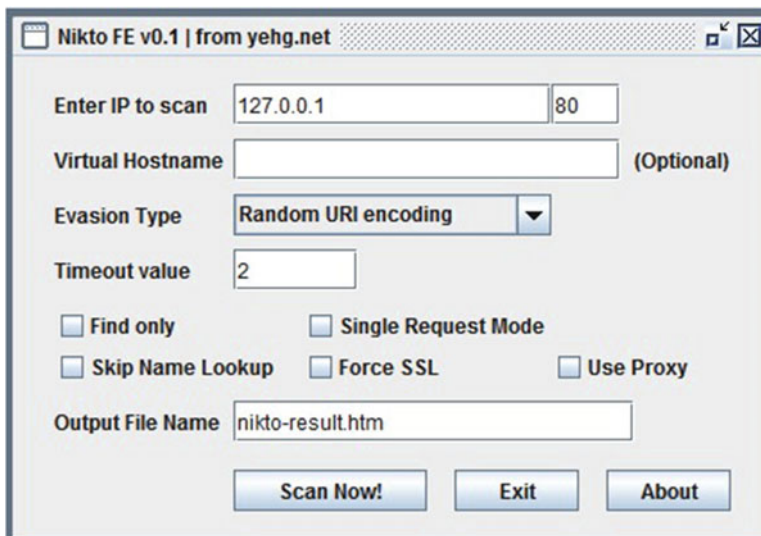 Nikto FE v0.1 | from yehg.net
Enter IP to scan 127.0.0.1 80
Virtual Hostname (Optional)
Evasion Type Random URI encoding
Timeout value 2
Find only Single Request Mode
Skip Name Lookup Force SSL Use Proxy
Output File Name nikto-result.htm
Scan Now! Exit About